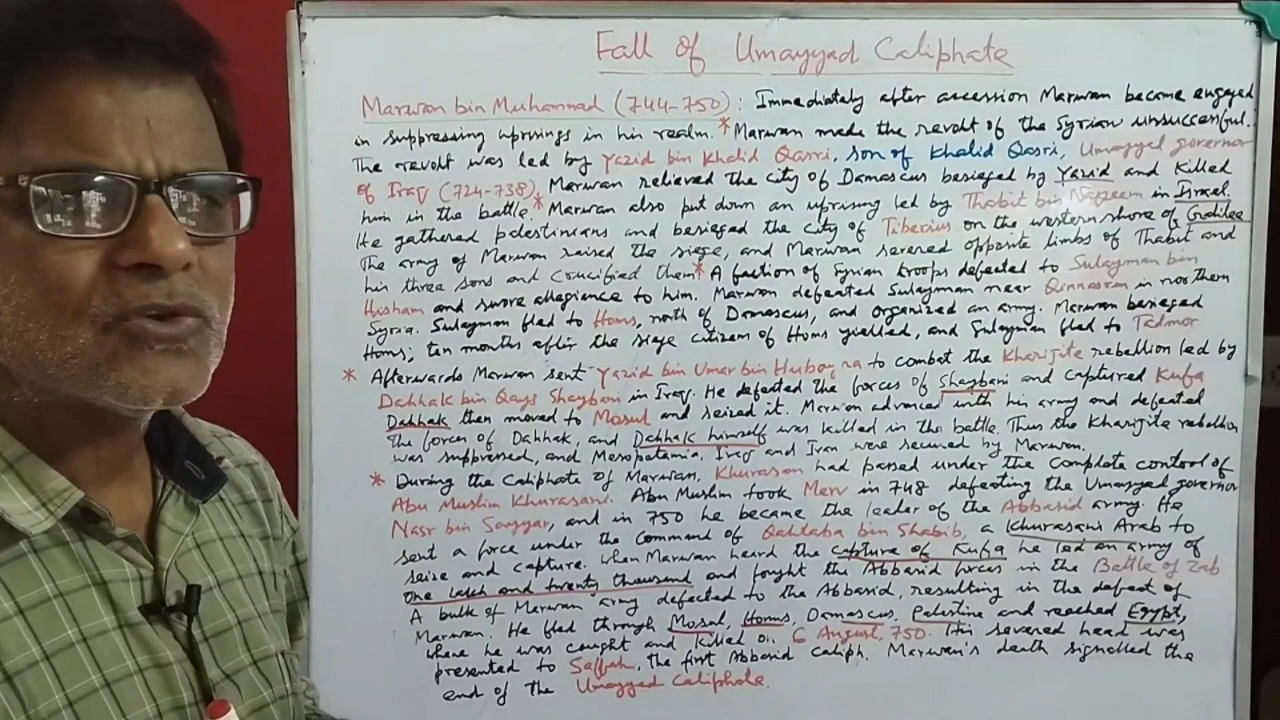 Fall of Umayyad Caliphate
Marwan bin Muhammad (744-750): Immediately after accession Marwan became engaged
in suppressing uprisings in his realm. *Marwan made the revolt of the Syrian unsuccessful.
The revolt was led by Yazid bin Khalid Qasri, son of Khalid Qasri, Umayyad governor
of Iraq (724-738)* Marwan relieved the city of Damascus besieged by Yazid and Killed
him in the battle.* Marwan also put down an uprising led by Thabit bin in Israel.
He gathered palestinians and besieged the city of Tiberius on the western shore of Galilee
The army of Marwan raised the siege, and Marwan severed opposite limbs of Thabit and
his three sons and crucified them* A faction of Syrian troops defected to Sulayman bin
Hisham and swore allegiance to him. Marwan defeated Sulayman near Qinnasrin in northern
Syria. Sulayman fled to Homs, north of Damascus, and organized an army. Marwan besieged
Homs; ten months after the siege citizen of Homs yielled, and Sulayman fled to Tadmor
* Afterwards Marwan sent Yazid bin Umar bin Hubayra to combat the Kharijite rebellion led by
Dahhak bin Qays Shaybani in Iraq. He defeated the forces of Shaybani and captured Kufa
Dahhak then moved to Mosul and seized it. Marwan advanced with his army and defeated
the forces of Dahhak, and Dahhak himself was killed in the battle. Thus the Kharijite rebellion
was suppressed, and Mesopotamia, Iraq and Iran were secured by Marwan.
* During the Caliphate of Marwan, Khurasan had passed under the complete control of
Abu Muslim Khurasani. Abu Muslim took Merv in 748 defeating the Umayyad governor
Nasr bin Sayyar, and in 750 he became the leader of the Abbasid army. He
sent a force under the command of Qahtaba bin Shabib, a Khurasani Arab to
seize and capture. When Marwan heard the capture of Kufa he led an army of
one lakh and twenty thousand and fought the Abbasid forces in the Battle of Zab
A bulk of Marwan army defected to the Abbasid, resulting in the defeat of
Marwan. He fled through Mosul, Homs, Damascus, Palestine and reached Egypt,
where he was caught and killed on 6 August, 750. His severed head was
presented to Saffah, the first Abbasid caliph. Marwan's death signalled the
end of the Umayyad Caliphate.